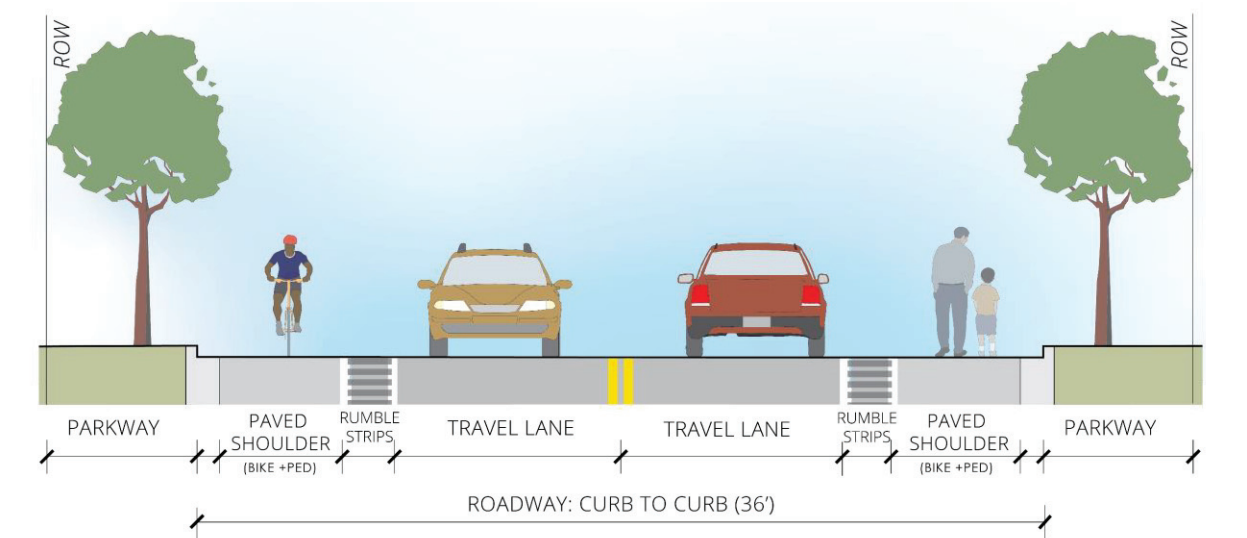 ROW
ROW
PARKWAY
PAVED
SHOULDER
(BIKE +PED)
RUMBLE
STRIPS
TRAVEL LANE
TRAVEL LANE
RUMBLE
STRIPS
PAVED
SHOULDER
(BIKE +PED)
PARKWAY
ROADWAY: CURB TO CURB (36')